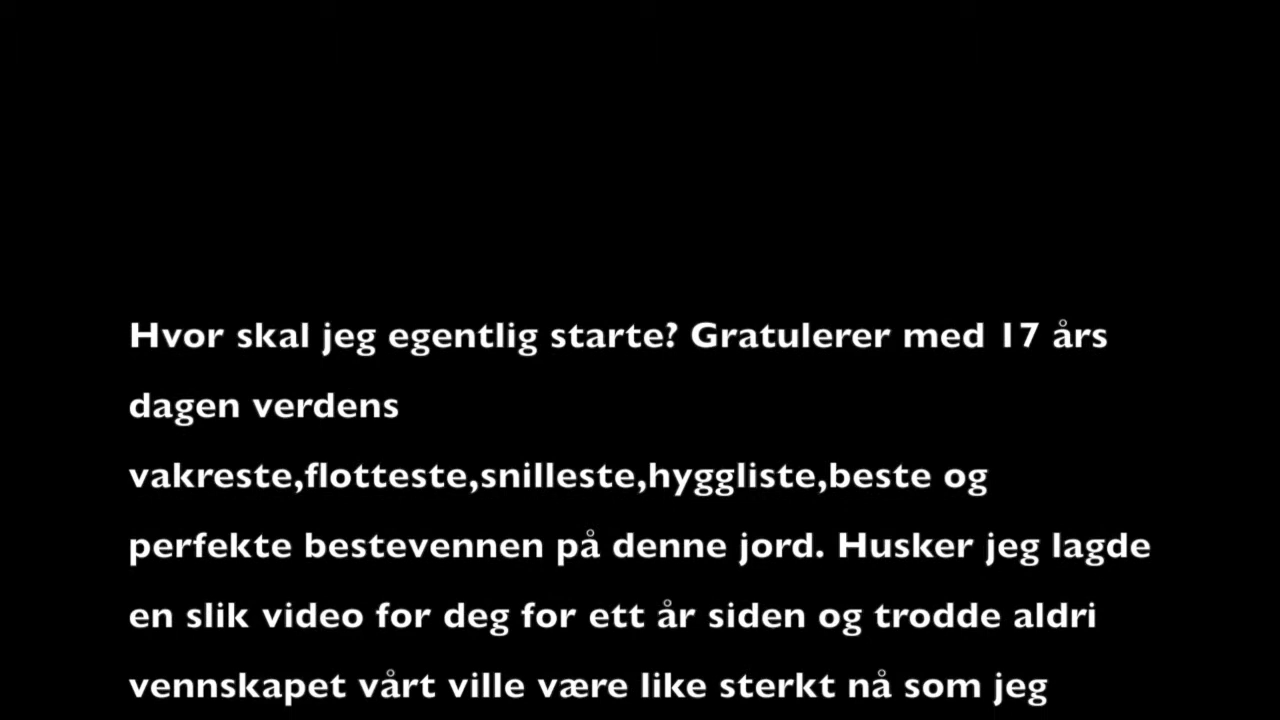 Hvor skal jeg egentlig starte? Gratulerer med 17 års
dagen verdens
vakreste,flotteste,snilleste,hyggliste,beste og
perfekte bestevennen på denne jord. Husker jeg lagde
en slik video for deg for ett år siden og trodde aldri
vennskapet vårt ville være like sterkt nå som jeg